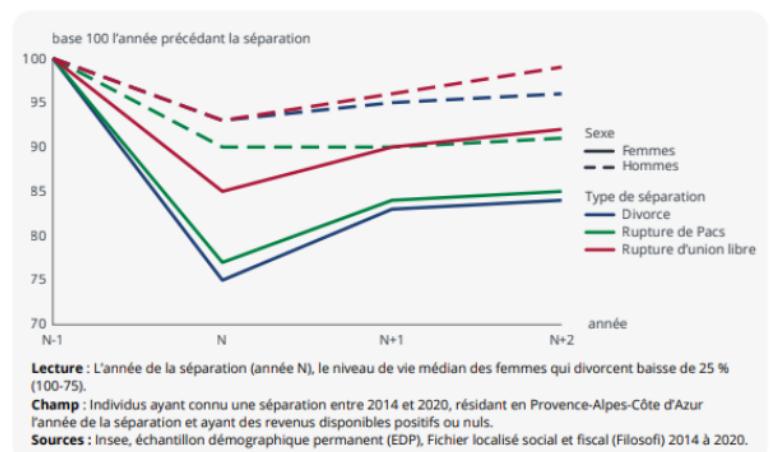 base 100 l'année précédant la séparation
100
95
90
85
80
75
70
N-1
N
N+1
N+2
année
Sexe
Femmes
Hommes
Type de séparation
Divorce
Rupture de Pacs
Rupture d'union libre
Lecture : L'année de la séparation (année N), le niveau de vie médian des femmes qui divorcent baisse de 25 %
(100-75).
Champ : Individus ayant connu une séparation entre 2014 et 2020, résidant en Provence-Alpes-Côte d'Azur
l'année de la séparation et ayant des revenus disponibles positifs ou nuls.
Sources : Insee, échantillon démographique permanent (EDP), Fichier localisé social et fiscal (Filosofi) 2014 à 2020.